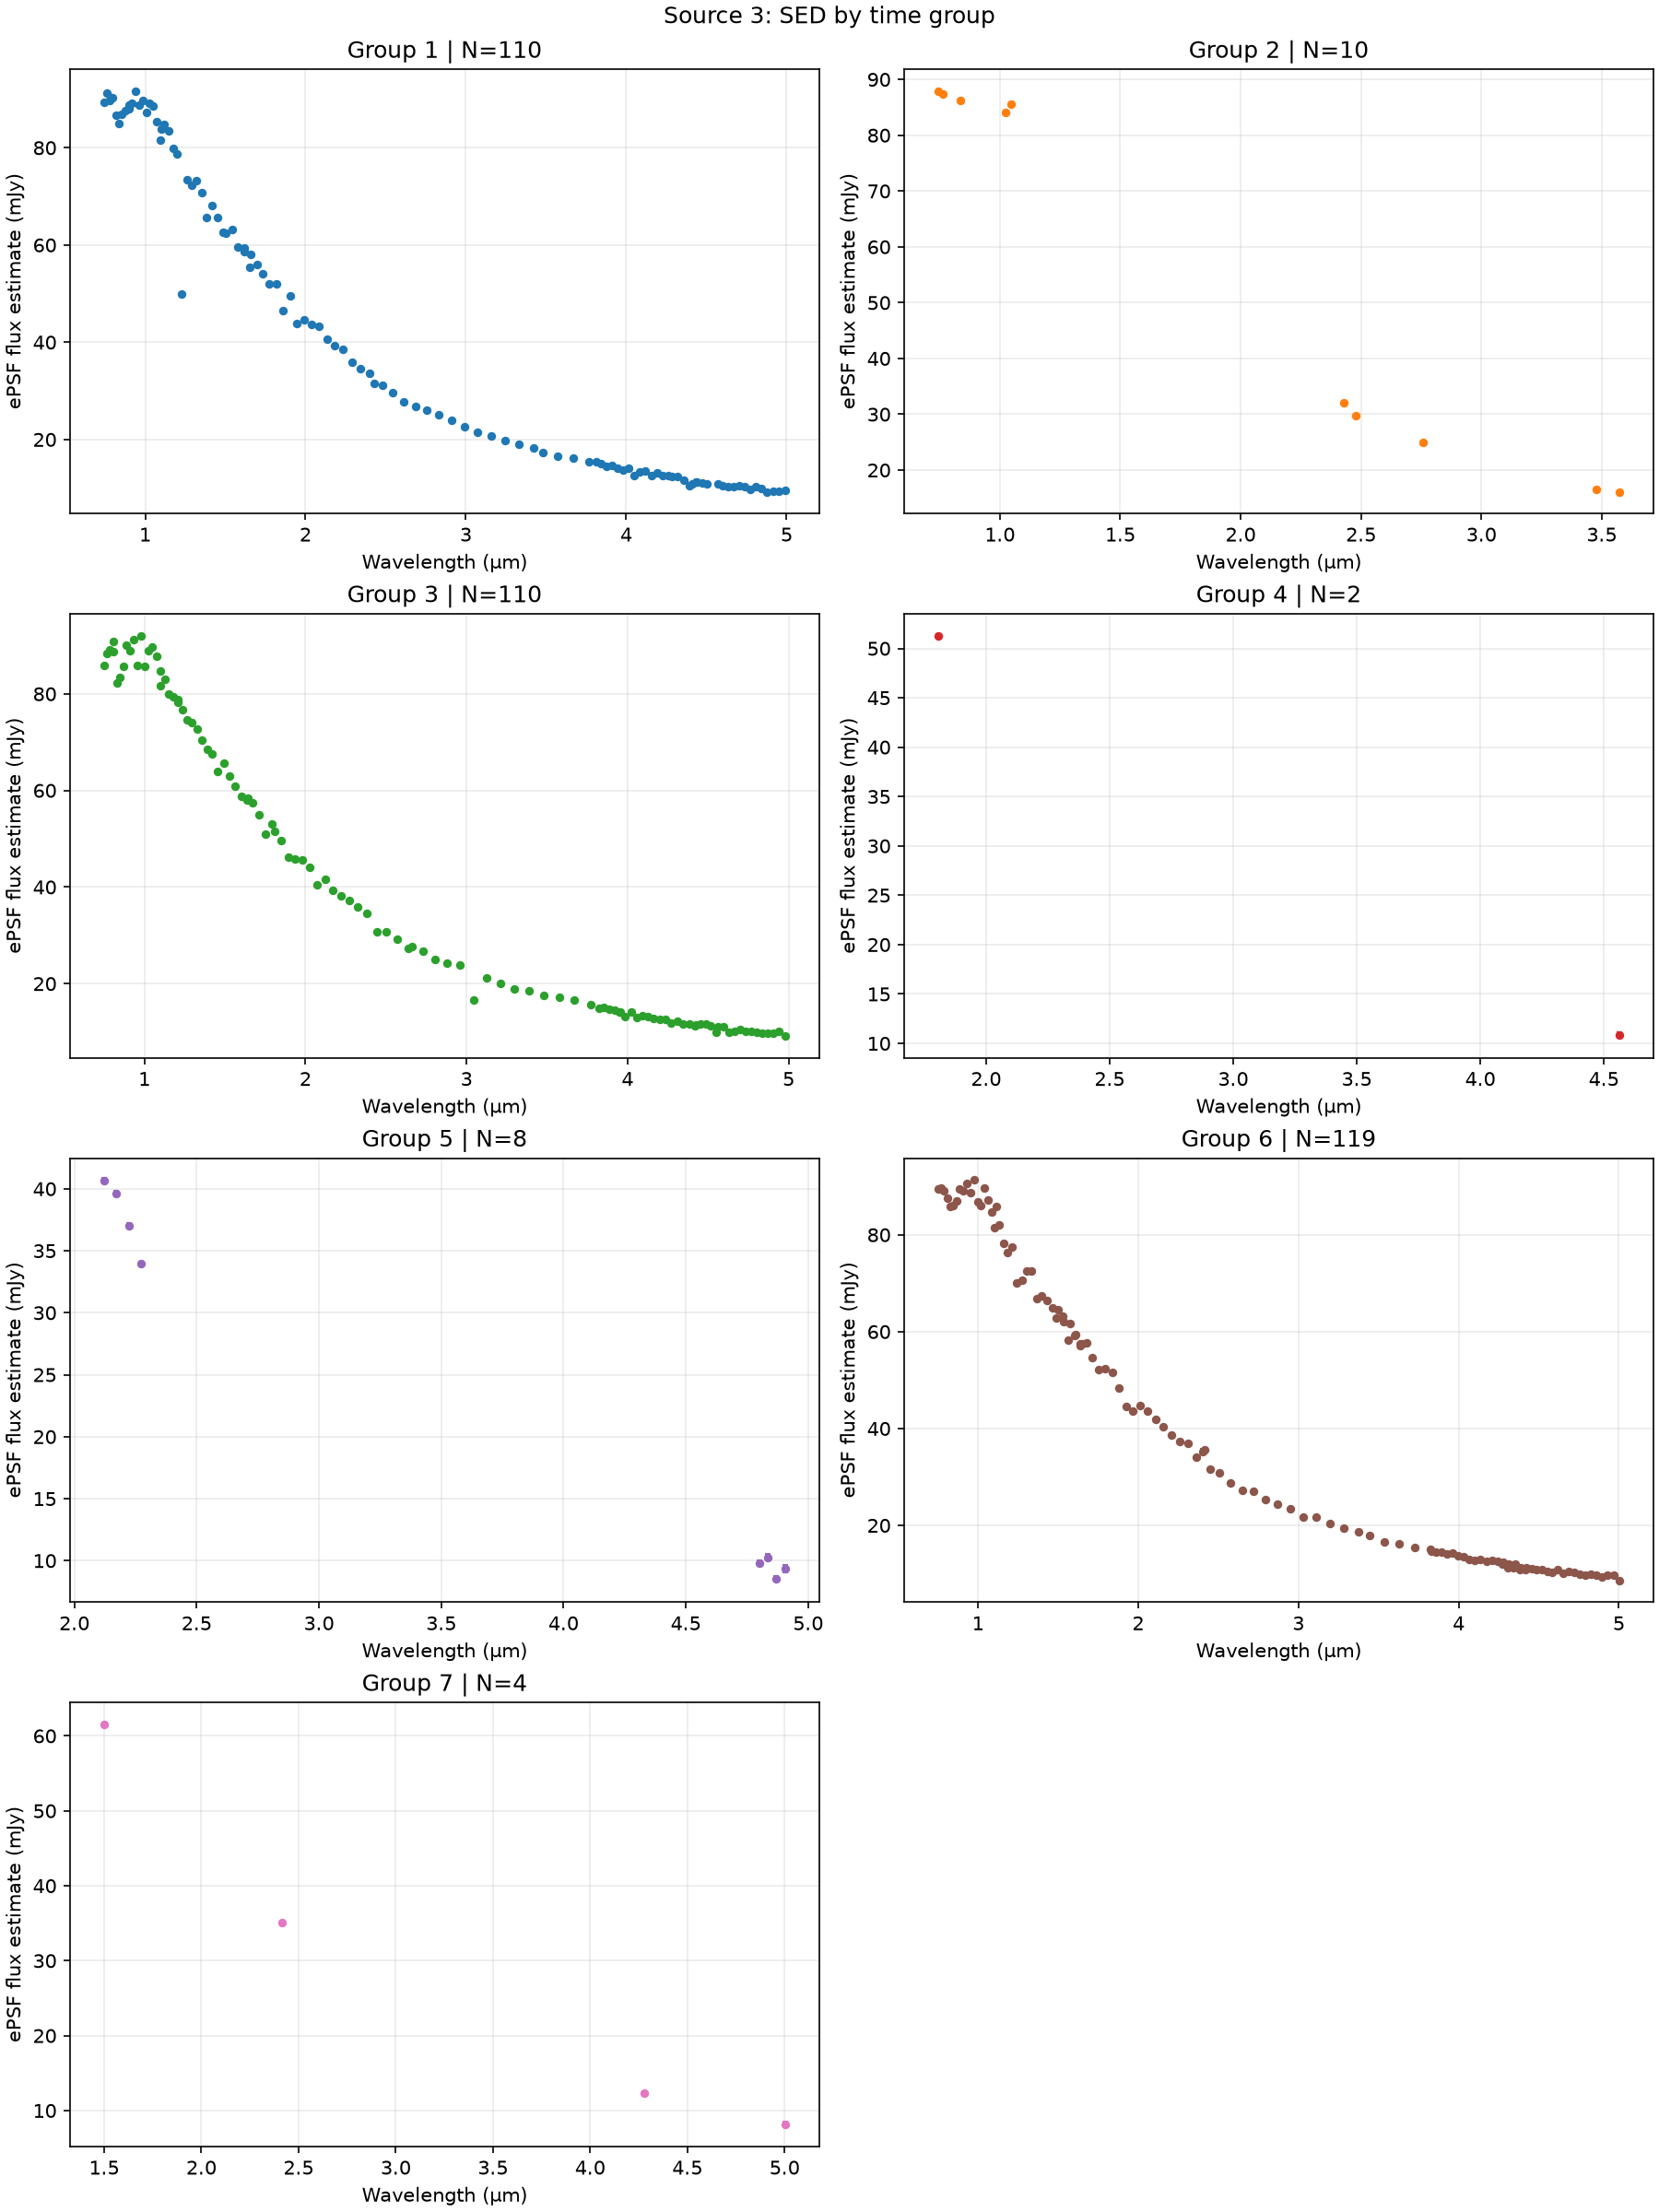 Source 3: SED by time group
Group 1 | N=110
ePSF flux estimate (mJy)
80
60
40
20
1 2 3 4 5
Wavelength (µm)
Group 2 | N=10
ePSF flux estimate (mJy)
90
80
70
60
50
40
30
20
1.0 1.5 2.0 2.5 3.0 3.5
Wavelength (µm)
Group 3 | N=110
ePSF flux estimate (mJy)
80
60
40
20
1 2 3 4 5
Wavelength (µm)
Group 4 | N=2
ePSF flux estimate (mJy)
50
45
40
35
30
25
20
15
10
2.0 2.5 3.0 3.5 4.0 4.5
Wavelength (µm)
Group 5 | N=8
ePSF flux estimate (mJy)
40
35
30
25
20
15
10
2.0 2.5 3.0 3.5 4.0 4.5 5.0
Wavelength (µm)
Group 6 | N=119
ePSF flux estimate (mJy)
80
60
40
20
1 2 3 4 5
Wavelength (µm)
Group 7 | N=4
ePSF flux estimate (mJy)
60
50
40
30
20
10
1.5 2.0 2.5 3.0 3.5 4.0 4.5 5.0
Wavelength (µm)